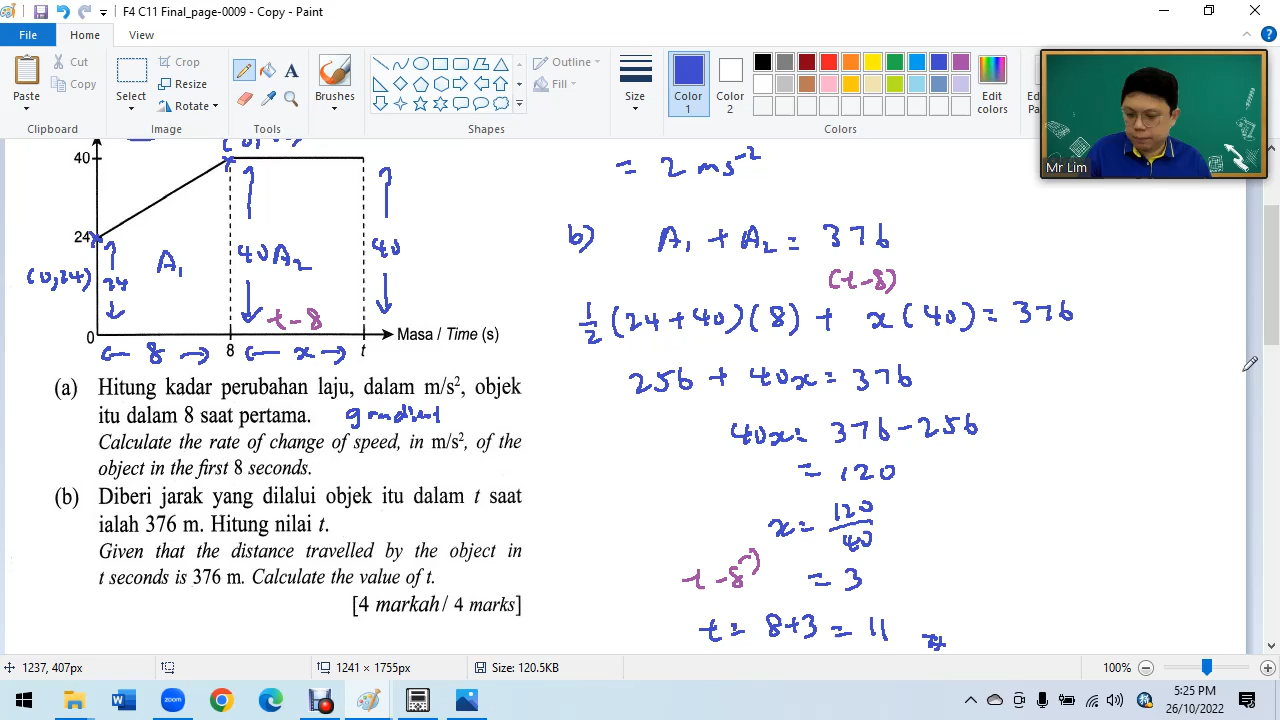 F4 C11 Final_page-0009 - Copy - Paint
File Home View
Paste Cut Copy Clipboard
Select Crop Resize Rotate Image
Tools
Brushes
Shapes
Outline Fill
Size
Color 1 Color 2
Edit colors
Colors
Mr Lim
40
24
0
8
t
Masa / Time (s)
(0,24)
24
A₁
40
A₂
40
t-8
8
x
(a) Hitung kadar perubahan laju, dalam m/s², objek
itu dalam 8 saat pertama. gradient
Calculate the rate of change of speed, in m/s², of the
object in the first 8 seconds.
(b) Diberi jarak yang dilalui objek itu dalam t saat
ialah 376 m. Hitung nilai t.
Given that the distance travelled by the object in
t seconds is 376 m. Calculate the value of t.
[4 markah/ 4 marks]
= 2 ms⁻²
b) A₁ + A₂ = 376
(t-8)
1/2 (24+40)(8) + x(40) = 376
256 + 40x = 376
40x = 376-256
= 120
x = 120/40
t-8 = 3
t = 8+3 = 11
1237, 407px
1241 × 1755px
Size: 120.5KB
100%
zoom
5:25 PM
26/10/2022